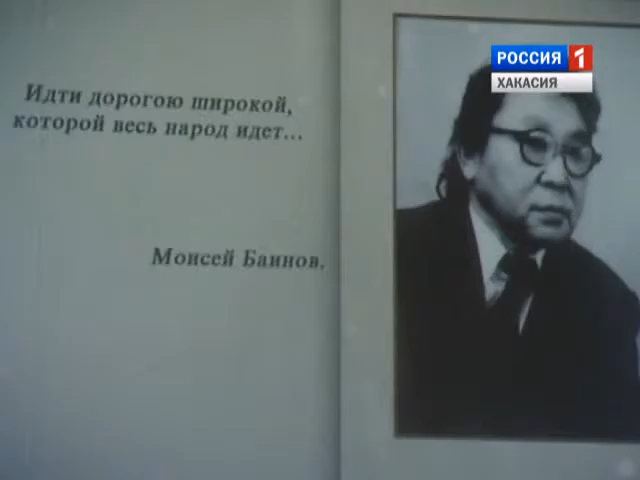 РОССИЯ 1
ХАКАСИЯ
Идти дорогою широкой,
которой весь народ идет...
Моисей Баинов.